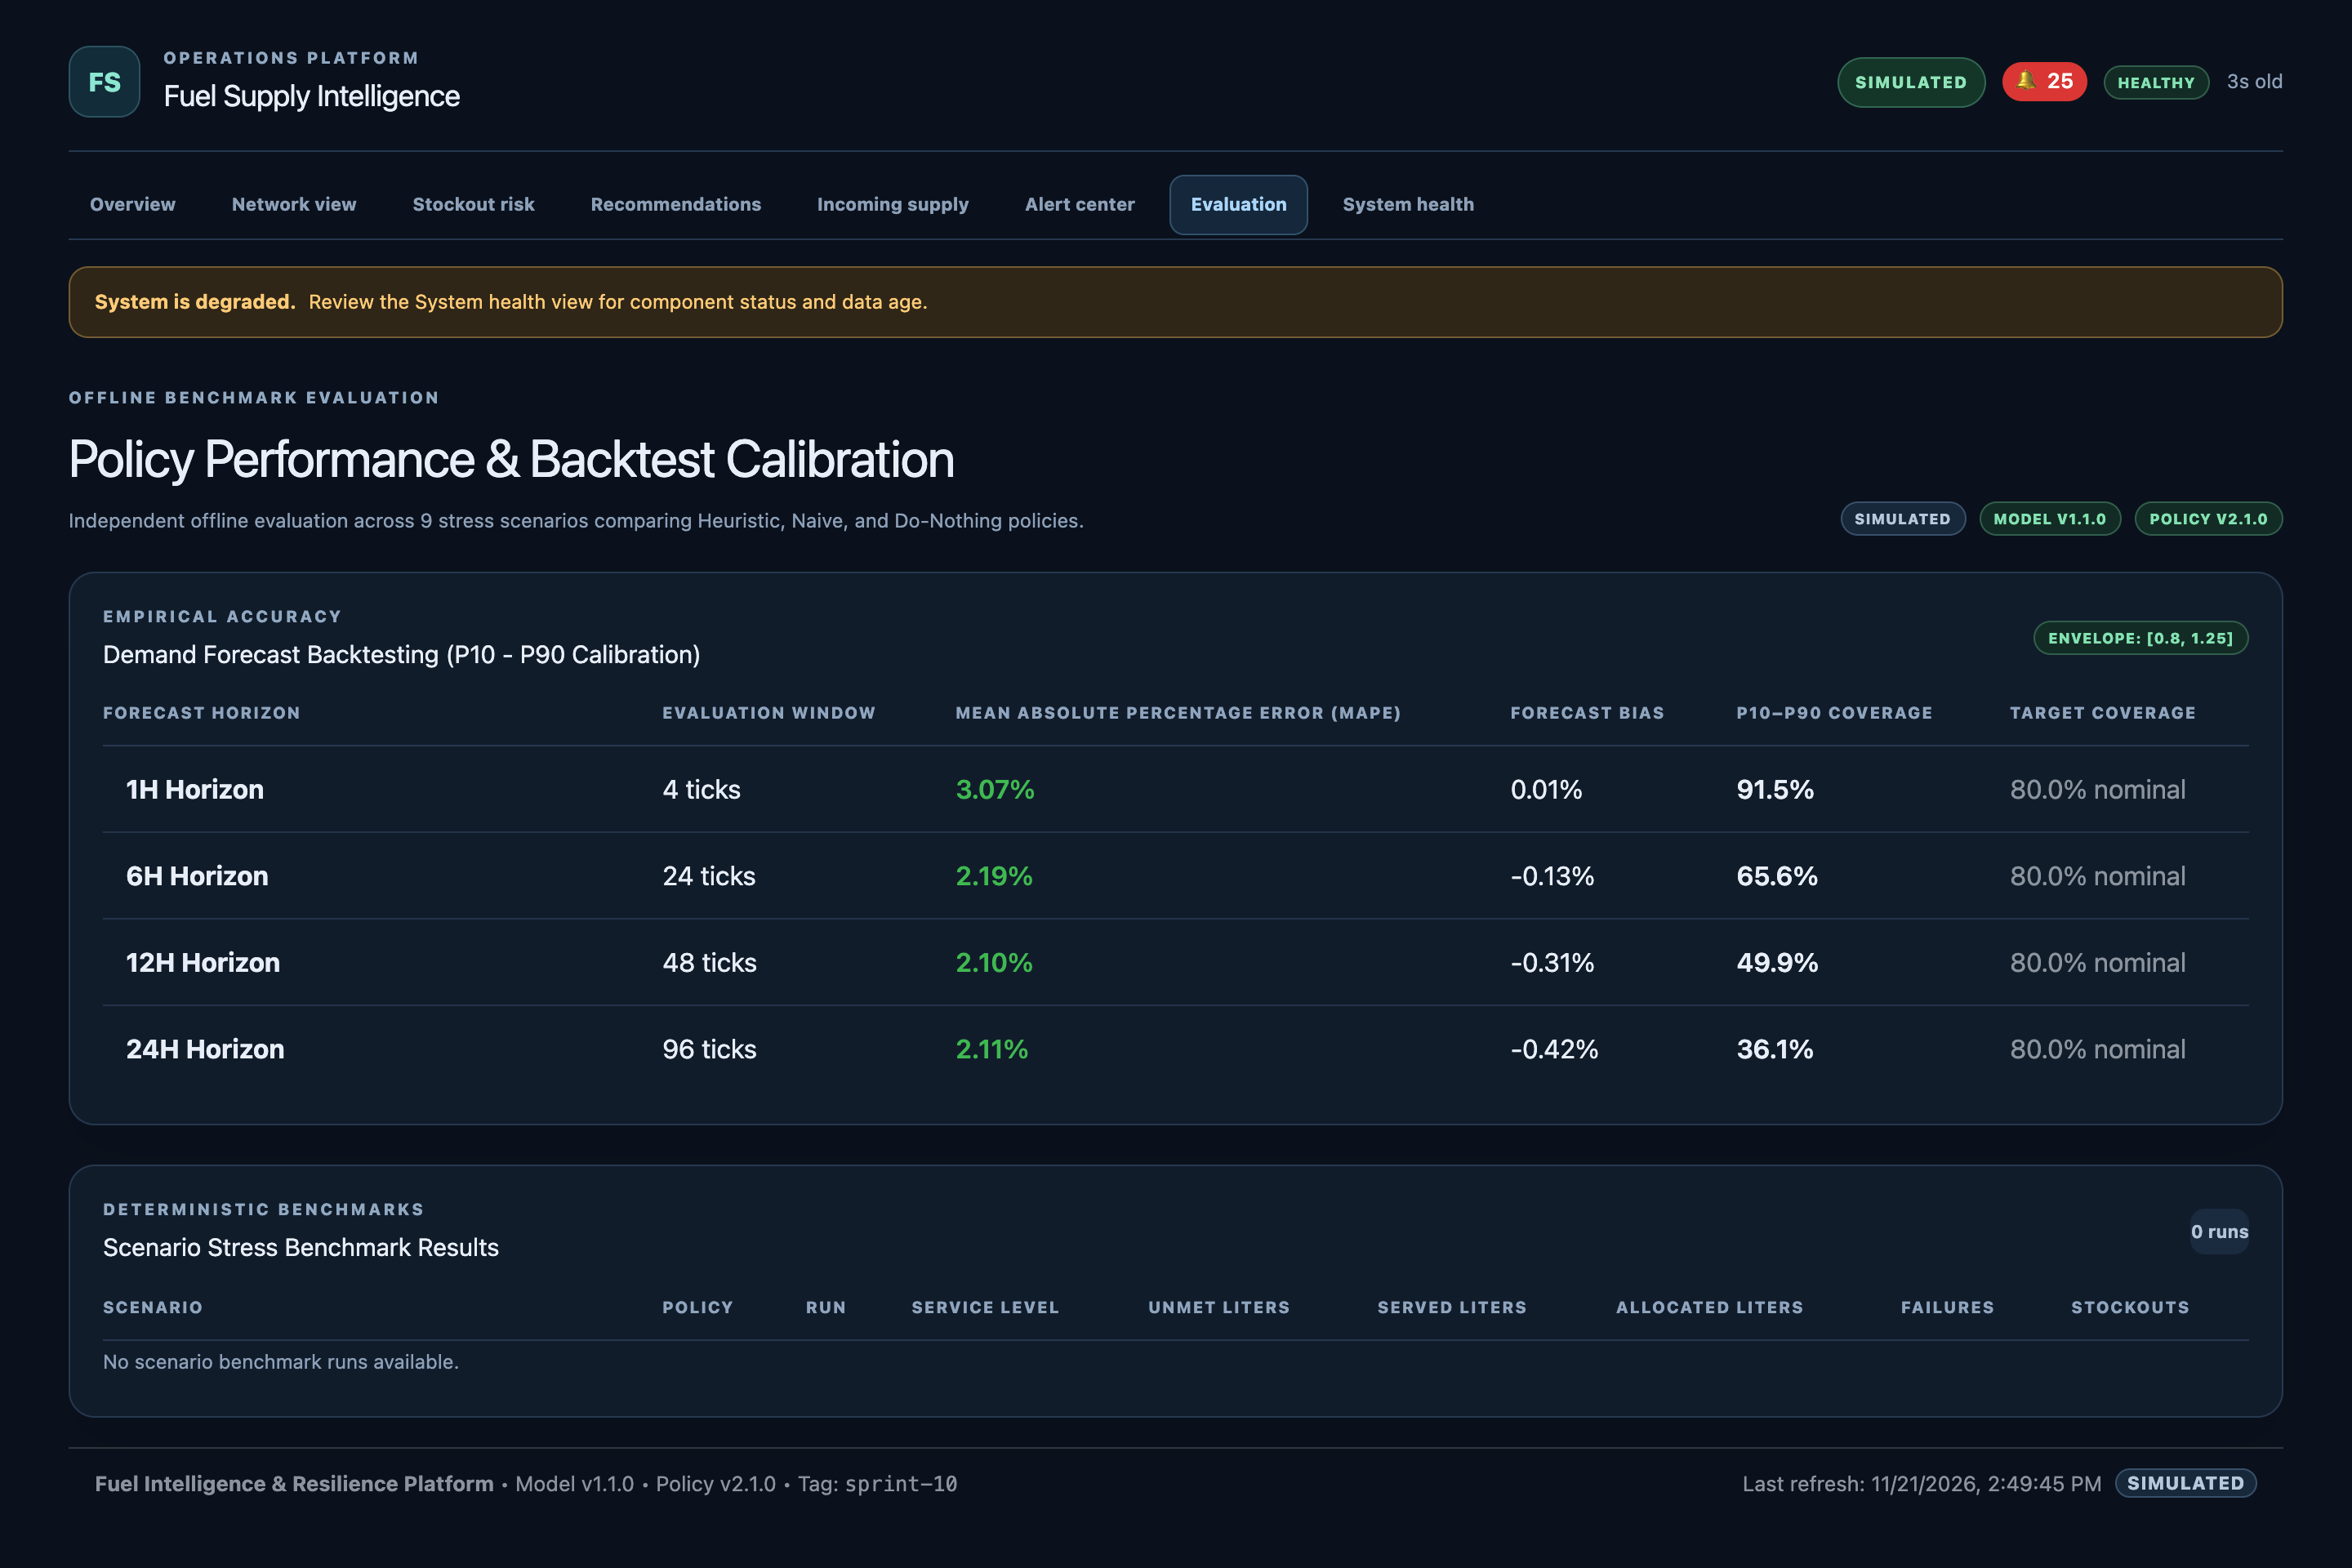 FS
OPERATIONS PLATFORM
Fuel Supply Intelligence
SIMULATED
25
HEALTHY
3s old
Overview Network view Stockout risk Recommendations Incoming supply Alert center Evaluation System health
System is degraded. Review the System health view for component status and data age.
OFFLINE BENCHMARK EVALUATION
Policy Performance & Backtest Calibration
Independent offline evaluation across 9 stress scenarios comparing Heuristic, Naive, and Do-Nothing policies.
SIMULATED MODEL V1.1.0 POLICY V2.1.0
EMPIRICAL ACCURACY
Demand Forecast Backtesting (P10 - P90 Calibration)
ENVELOPE: [0.8, 1.25]
FORECAST HORIZON EVALUATION WINDOW MEAN ABSOLUTE PERCENTAGE ERROR (MAPE) FORECAST BIAS P10–P90 COVERAGE TARGET COVERAGE
1H Horizon 4 ticks 3.07% 0.01% 91.5% 80.0% nominal
6H Horizon 24 ticks 2.19% -0.13% 65.6% 80.0% nominal
12H Horizon 48 ticks 2.10% -0.31% 49.9% 80.0% nominal
24H Horizon 96 ticks 2.11% -0.42% 36.1% 80.0% nominal
DETERMINISTIC BENCHMARKS
Scenario Stress Benchmark Results
0 runs
SCENARIO POLICY RUN SERVICE LEVEL UNMET LITERS SERVED LITERS ALLOCATED LITERS FAILURES STOCKOUTS
No scenario benchmark runs available.
Fuel Intelligence & Resilience Platform • Model v1.1.0 • Policy v2.1.0 • Tag: sprint-10
Last refresh: 11/21/2026, 2:49:45 PM SIMULATED